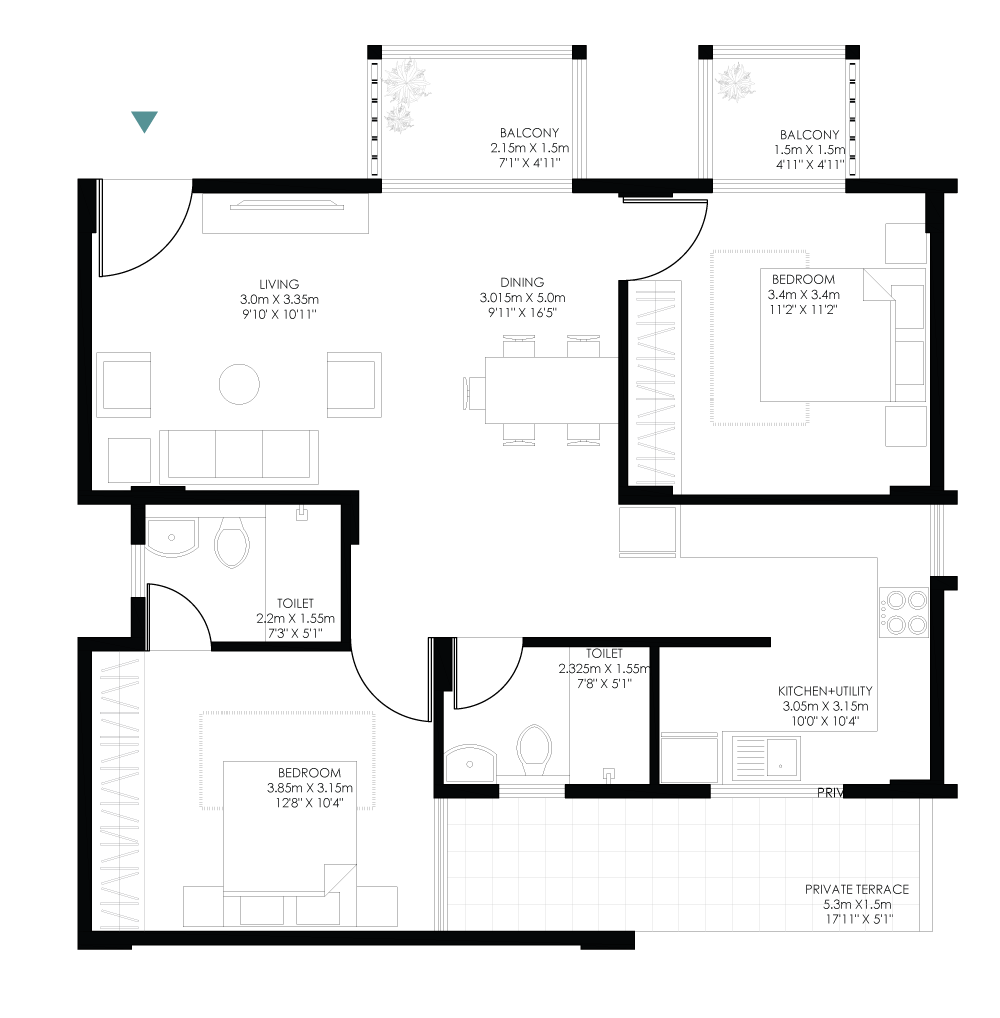 BALCONY
2.15m X 1.5m
7'1" X 4'11"
BALCONY
1.5m X 1.5m
4'11" X 4'11"
LIVING
3.0m X 3.35m
9'10' X 10'11"
DINING
3.015m X 5.0m
9'11" X 16'5"
BEDROOM
3.4m X 3.4m
11'2" X 11'2"
TOILET
2.2m X 1.55m
7'3" X 5'1"
TOILET
2.325m X 1.55m
7'8" X 5'1"
KITCHEN+UTILITY
3.05m X 3.15m
10'0" X 10'4"
BEDROOM
3.85m X 3.15m
12'8" X 10'4"
PRIV
PRIVATE TERRACE
5.3m X1.5m
17'11" X 5'1"